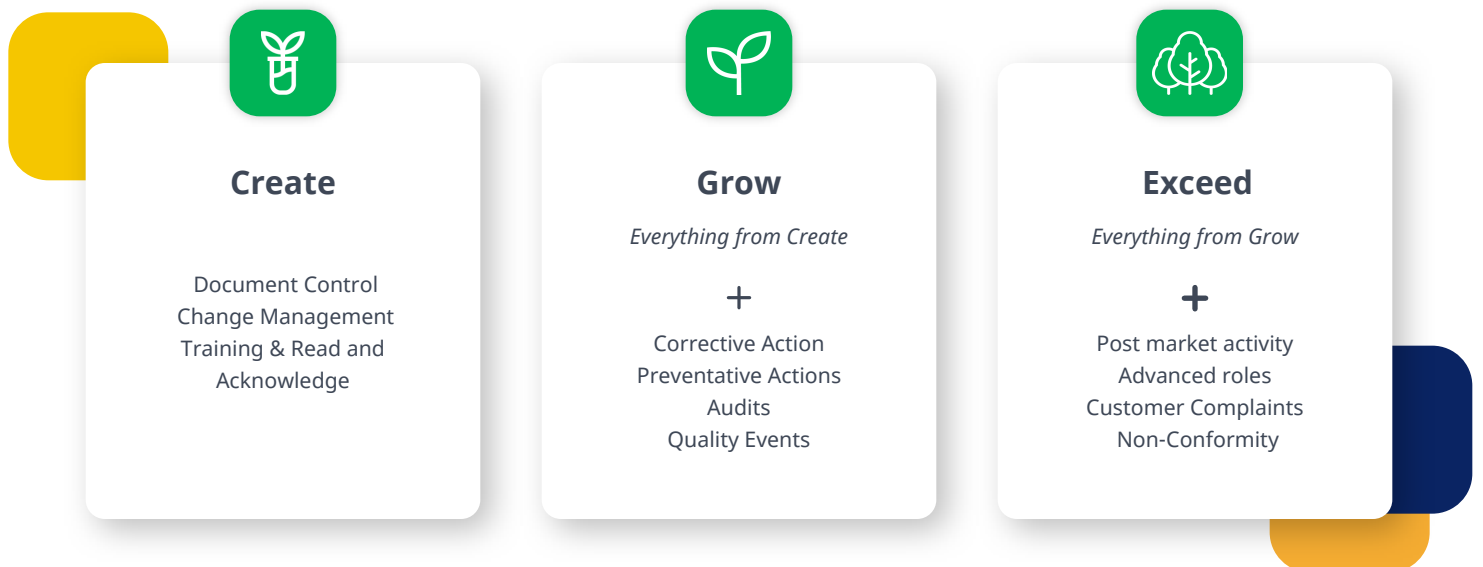 Create
Document Control
Change Management
Training & Read and
Acknowledge
Grow
Everything from Create
+
Corrective Action
Preventative Actions
Audits
Quality Events
Exceed
Everything from Grow
+
Post market activity
Advanced roles
Customer Complaints
Non-Conformity